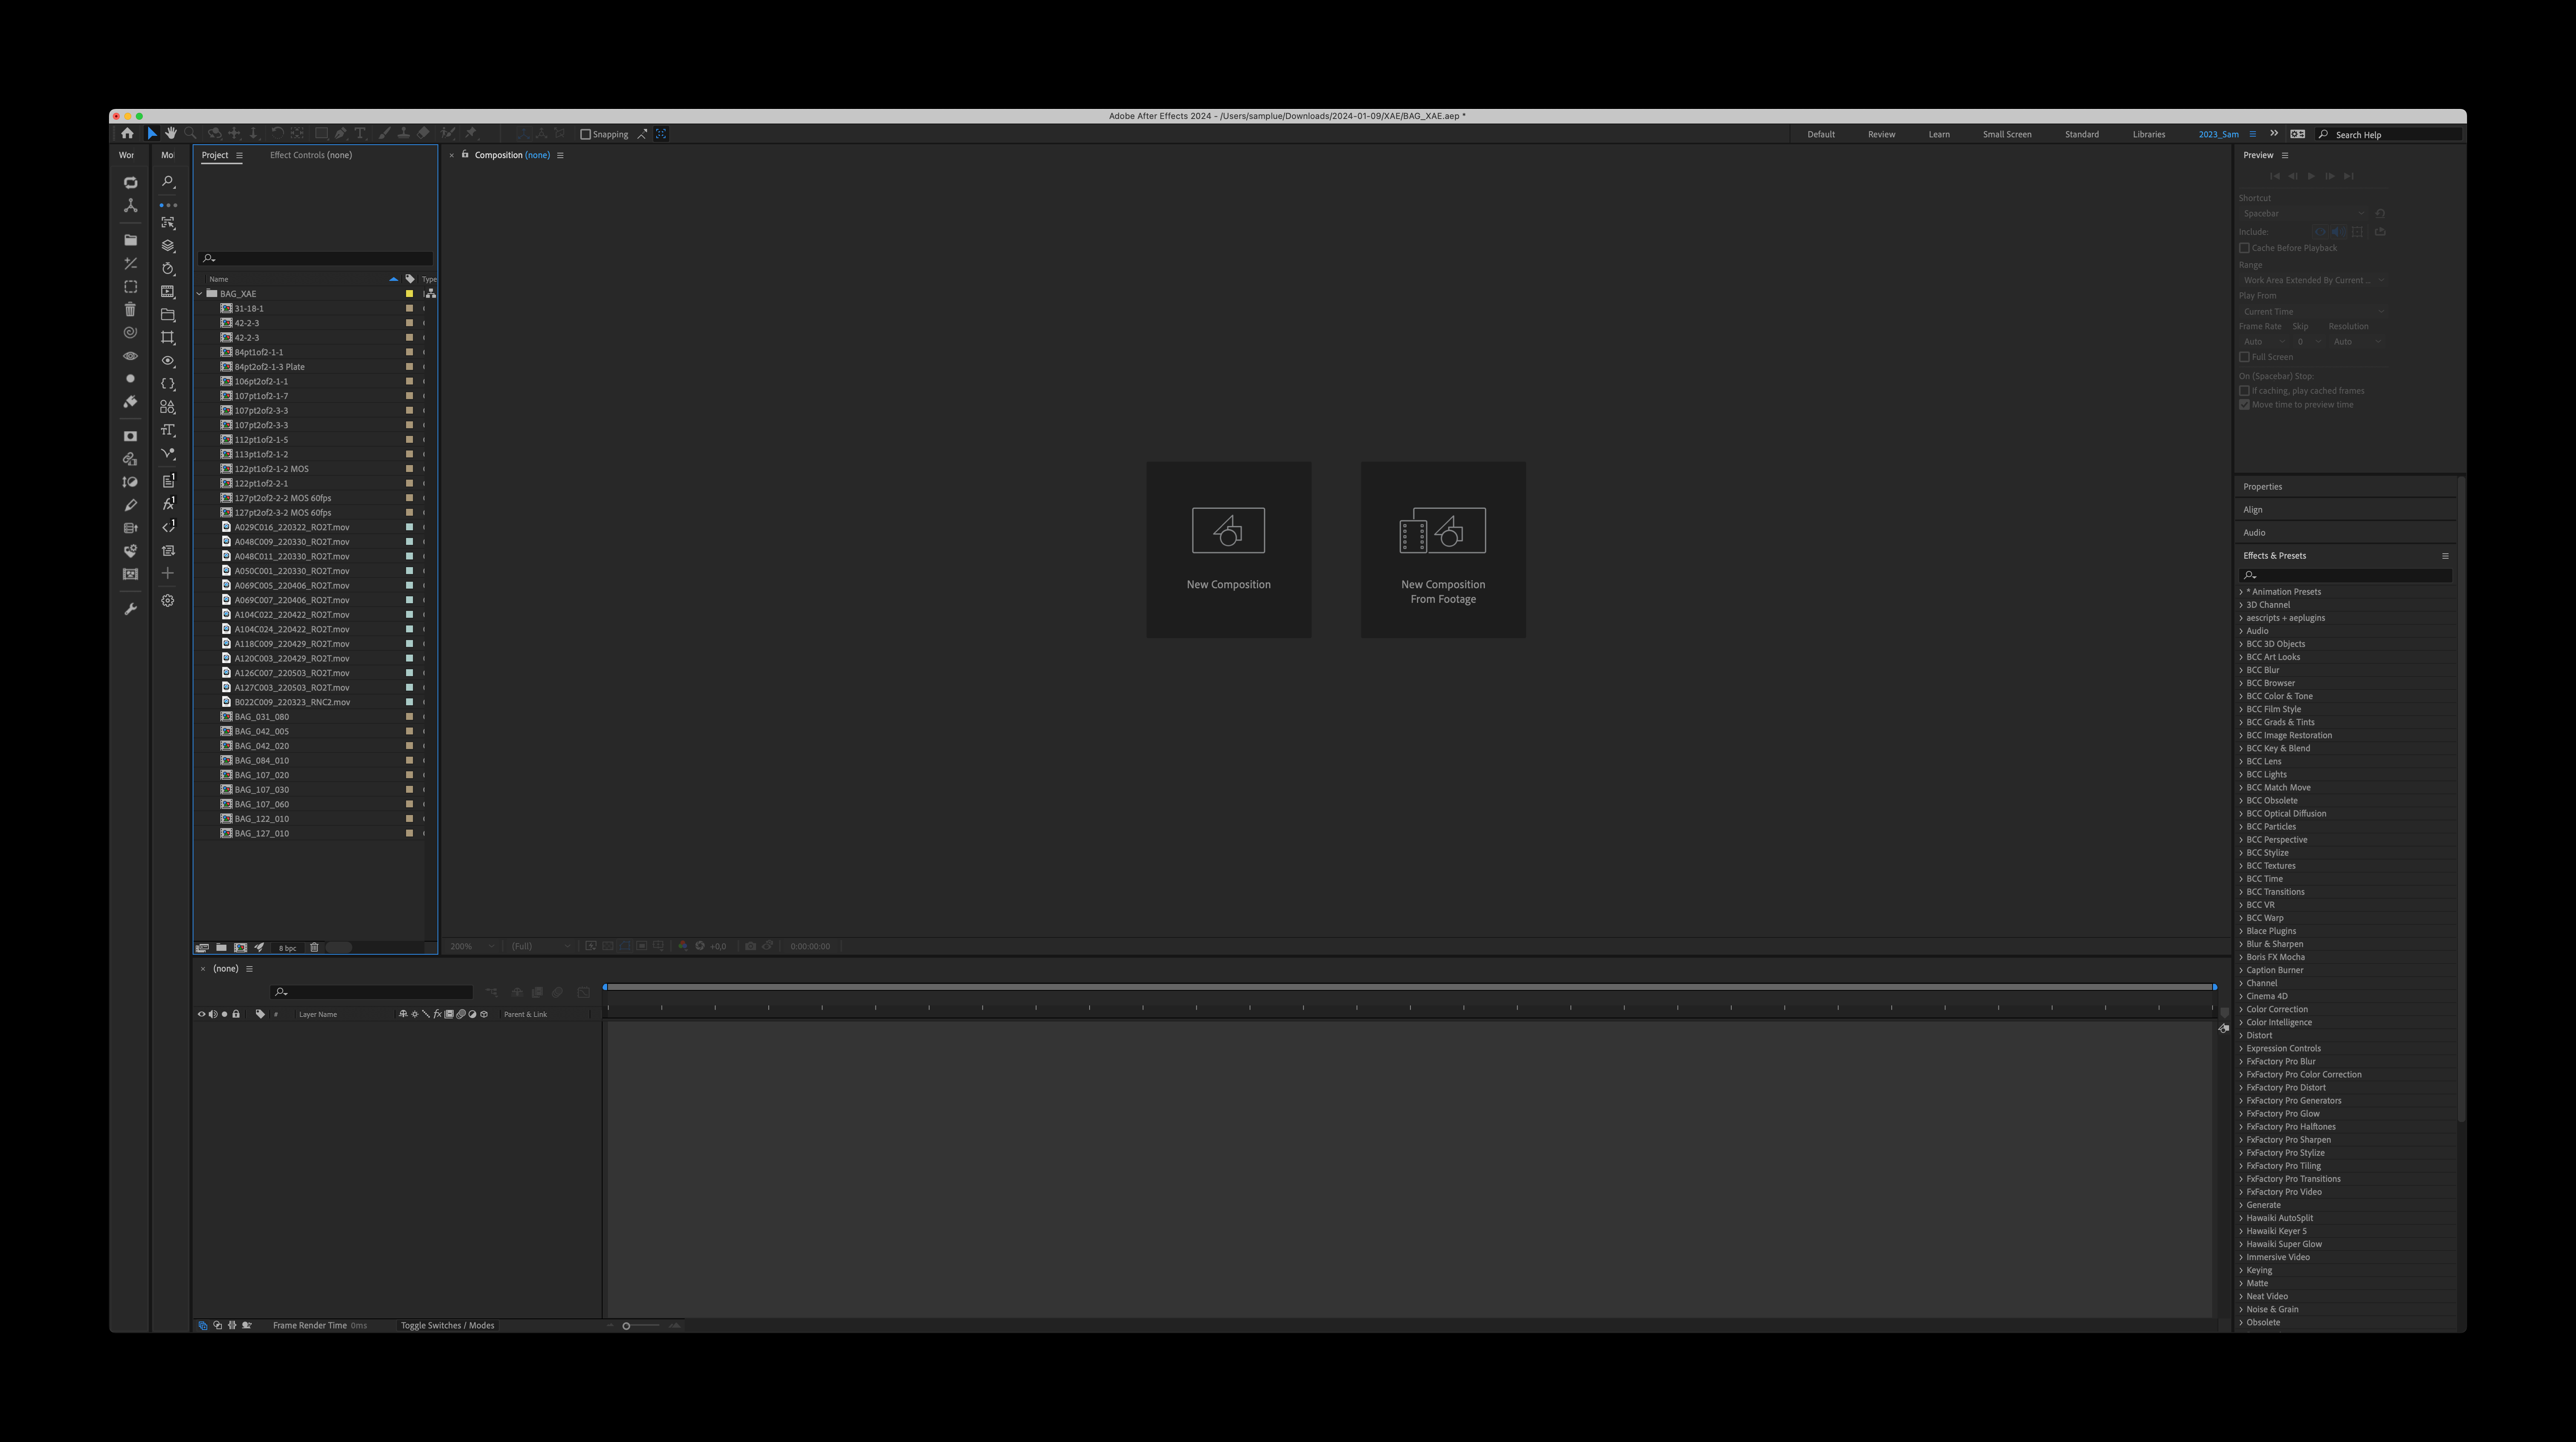 Adobe After Effects 2024 - /Users/samplue/Downloads/2024-01-09/XAE/BAG_XAE.aep *
Snapping
Default Review Learn Small Screen Standard Libraries 2023_Sam Search Help
Wor
Mo
Project
Effect Controls (none)
Name Type
BAG_XAE
31-18-1
42-2-3
42-2-3
84pt1of2-1-1
84pt2of2-1-3 Plate
106pt2of2-1-1
107pt1of2-1-7
107pt2of2-3-3
107pt2of2-3-3
112pt1of2-1-5
113pt1of2-1-2
122pt1of2-1-2 MOS
122pt1of2-2-1
127pt2of2-2-2 MOS 60fps
127pt2of2-3-2 MOS 60fps
A029C016_220322_RO2T.mov
A048C009_220330_RO2T.mov
A048C011_220330_RO2T.mov
A050C001_220330_RO2T.mov
A069C005_220406_RO2T.mov
A069C007_220406_RO2T.mov
A104C022_220422_RO2T.mov
A104C024_220422_RO2T.mov
A118C009_220429_RO2T.mov
A120C003_220429_RO2T.mov
A126C007_220503_RO2T.mov
A127C003_220503_RO2T.mov
B022C009_220323_RNC2.mov
BAG_031_080
BAG_042_005
BAG_042_020
BAG_084_010
BAG_107_020
BAG_107_030
BAG_107_060
BAG_122_010
BAG_127_010
8 bpc
1
1
1
Composition (none)
New Composition
New Composition
From Footage
200% (Full) +0,0 0:00:00:00
(none)
# Layer Name Parent & Link
Frame Render Time 0ms Toggle Switches / Modes
Preview
Shortcut
Spacebar
Include:
Cache Before Playback
Range
Work Area Extended By Current ...
Play From
Current Time
Frame Rate Skip Resolution
Auto 0 Auto
Full Screen
On (Spacebar) Stop:
If caching, play cached frames
Move time to preview time
Properties
Align
Audio
Effects & Presets
* Animation Presets
3D Channel
aescripts + aeplugins
Audio
BCC 3D Objects
BCC Art Looks
BCC Blur
BCC Browser
BCC Color & Tone
BCC Film Style
BCC Grads & Tints
BCC Image Restoration
BCC Key & Blend
BCC Lens
BCC Lights
BCC Match Move
BCC Obsolete
BCC Optical Diffusion
BCC Particles
BCC Perspective
BCC Stylize
BCC Textures
BCC Time
BCC Transitions
BCC VR
BCC Warp
Blace Plugins
Blur & Sharpen
Boris FX Mocha
Caption Burner
Channel
Cinema 4D
Color Correction
Color Intelligence
Distort
Expression Controls
FxFactory Pro Blur
FxFactory Pro Color Correction
FxFactory Pro Distort
FxFactory Pro Generators
FxFactory Pro Glow
FxFactory Pro Halftones
FxFactory Pro Sharpen
FxFactory Pro Stylize
FxFactory Pro Tiling
FxFactory Pro Transitions
FxFactory Pro Video
Generate
Hawaiki AutoSplit
Hawaiki Keyer 5
Hawaiki Super Glow
Immersive Video
Keying
Matte
Neat Video
Noise & Grain
Obsolete